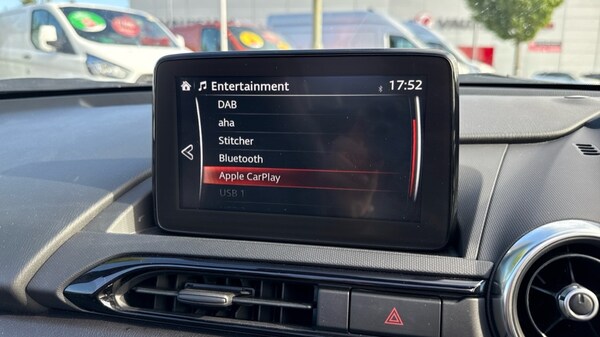 Entertainment 17:52
DAB
aha
Stitcher
Bluetooth
Apple CarPlay
USB 1